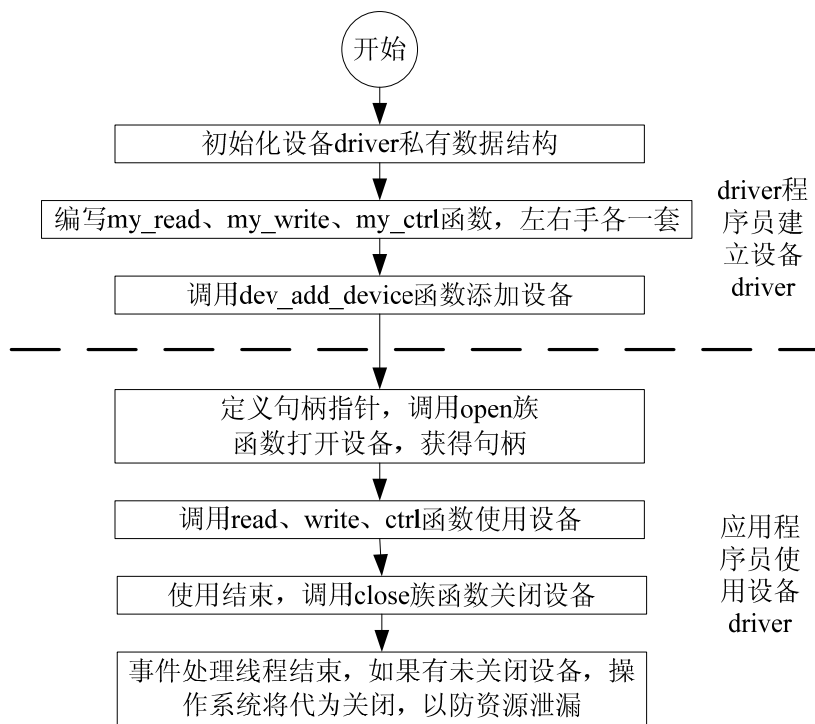 开始
初始化设备driver私有数据结构
编写my_read、my_write、my_ctrl函数，左右手各一套
调用dev_add_device函数添加设备
driver程
序员建
立设备
driver
定义句柄指针，调用open族
函数打开设备，获得句柄
调用read、write、ctrl函数使用设备
使用结束，调用close族函数关闭设备
事件处理线程结束，如果有未关闭设备，操
作系统将代为关闭，以防资源泄漏
应用程
序员使
用设备
driver